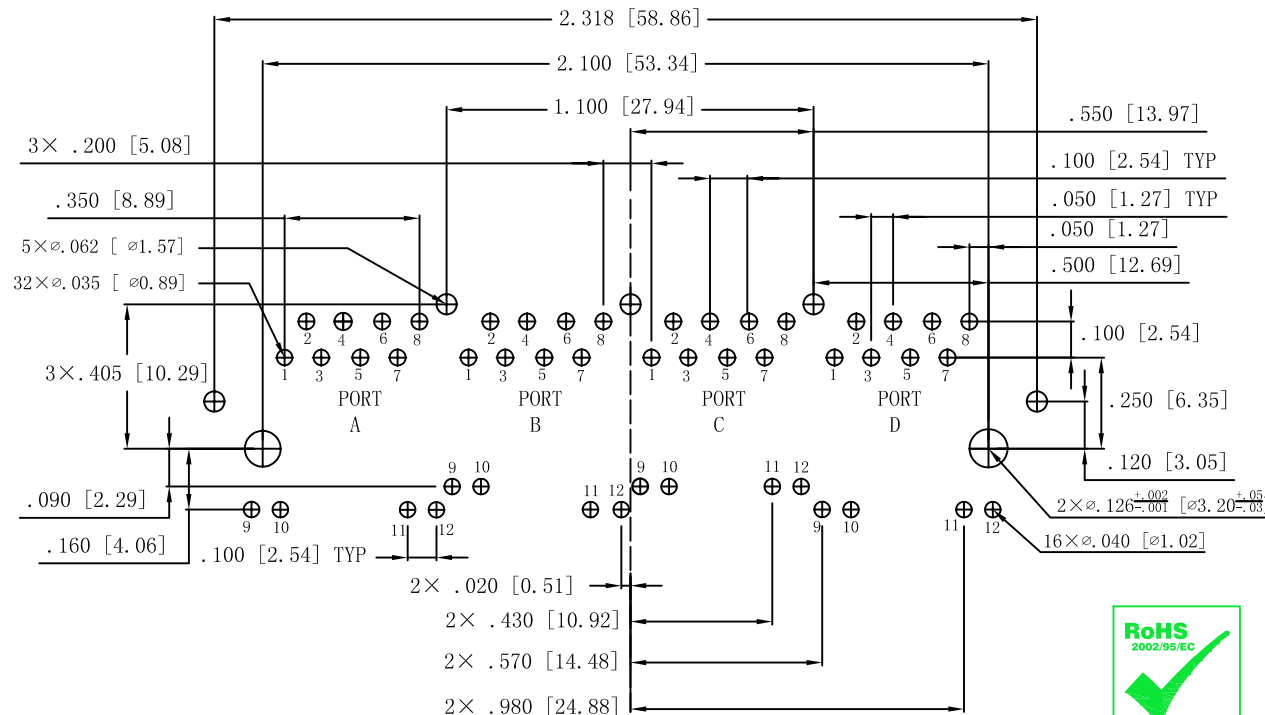 2.318 [58.86]
2.100 [53.34]
1.100 [27.94]
.550 [13.97]
3× .200 [5.08]
.100 [2.54] TYP
.350 [8.89]
.050 [1.27] TYP
.050 [1.27]
5×⌀.062 [ ⌀1.57]
.500 [12.69]
32×⌀.035 [ ⌀0.89]
2 4 6 8 2 4 6 8 2 4 6 8 2 4 6 8
.100 [2.54]
1 3 5 7 1 3 5 7 1 3 5 7 1 3 5 7
3×.405 [10.29]
PORT A
PORT B
PORT C
PORT D
.250 [6.35]
.120 [3.05]
9 10 9 10 11 12
.090 [2.29]
11 12
2×⌀.126 +.002 -.001 [⌀3.20 +.05 -.03
9 10 11 12 9 10 11 12
.160 [4.06]
.100 [2.54] TYP
16×⌀.040 [⌀1.02]
2× .020 [0.51]
2× .430 [10.92]
2× .570 [14.48]
2× .980 [24.88]
RoHS
2002/95/EC